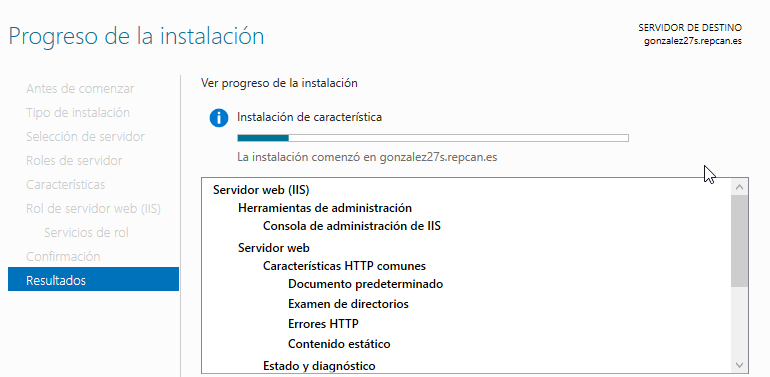 Progreso de la instalación
SERVIDOR DE DESTINO
gonzalez27s.repcan.es
Antes de comenzar
Tipo de instalación
Selección de servidor
Roles de servidor
Características
Rol de servidor web (IIS)
Servicios de rol
Confirmación
Resultados
Ver progreso de la instalación
Instalación de característica
La instalación comenzó en gonzalez27s.repcan.es
Servidor web (IIS)
Herramientas de administración
Consola de administración de IIS
Servidor web
Características HTTP comunes
Documento predeterminado
Examen de directorios
Errores HTTP
Contenido estático
Estado y diagnóstico